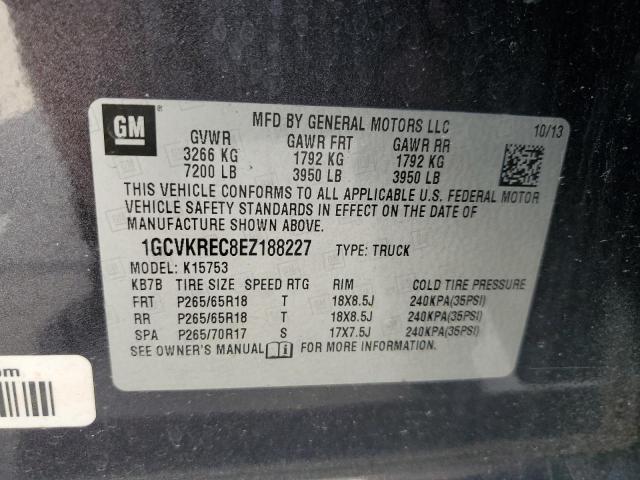 GM
MFD BY GENERAL MOTORS LLC
10/13
GVWR GAWR FRT GAWR RR
3266 KG 1792 KG 1792 KG
7200 LB 3950 LB 3950 LB
THIS VEHICLE CONFORMS TO ALL APPLICABLE U.S. FEDERAL MOTOR
VEHICLE SAFETY STANDARDS IN EFFECT ON THE DATE OF
MANUFACTURE SHOWN ABOVE.
1GCVKREC8EZ188227 TYPE: TRUCK
MODEL: K15753
KB7B TIRE SIZE SPEED RTG RIM COLD TIRE PRESSURE
FRT P265/65R18 T 18X8.5J 240KPA(35PSI)
RR P265/65R18 T 18X8.5J 240KPA(35PSI)
SPA P265/70R17 S 17X7.5J 240KPA(35PSI)
SEE OWNER'S MANUAL FOR MORE INFORMATION.
om